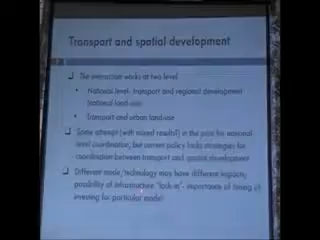 Transport and spatial development
The interaction works at two level
National level- transport and regional development
(national land-use)
Transport and urban land-use
Some attempt (with mixed results?) in the past for national
level coordination, but current policy lacks strategies for
coordination between transport and spatial development
Different mode/technology may have different impacts,
possibility of infrastructure "lock-in"- importance of timing of
investing for particular mode!